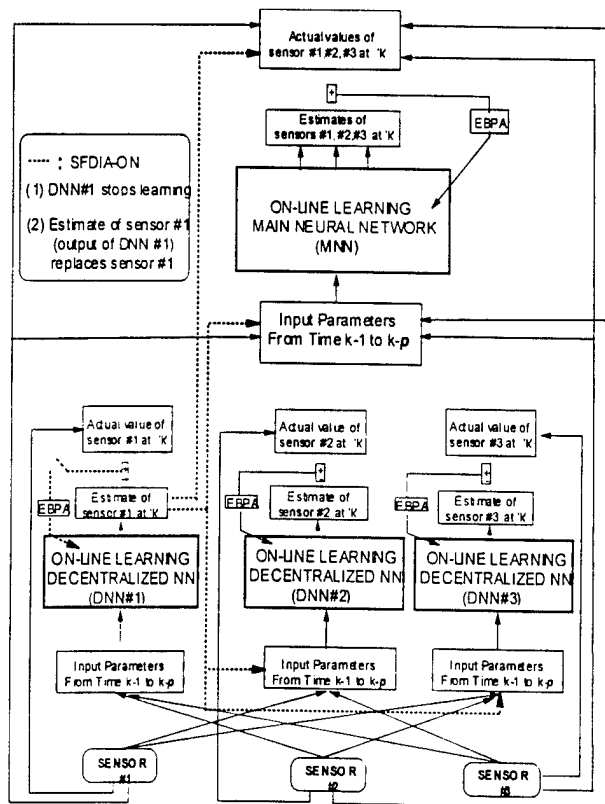 Actual values of
sensor #1,#2,#3 at 'K
+
Estimates of
sensors #1,#2,#3 at 'K
EBPA
: SFDIA-ON
(1) DNN#1 stops learning
(2) Estimate of sensor #1
(output of DNN #1)
replaces sensor #1
ON-LINE LEARNING
MAIN NEURAL NETWORK
(MNN)
Input Parameters
From Time k-1 to k-p
Actual value of
sensor #1 at 'K
Actual value of
sensor #2 at 'K
Actual value of
sensor #3 at 'K
+
+
EBPA
Estimate of
sensor #1 at 'K
EBPA
Estimate of
sensor #2 at 'K
EBPA
Estimate of
sensor #3 at 'K
ON-LINE LEARNING
DECENTRALIZED NN
(DNN#1)
ON-LINE LEARNING
DECENTRALIZED NN
(DNN#2)
ON-LINE LEARNING
DECENTRALIZED NN
(DNN#3)
Input Parameters
From Time k-1 to k-p
Input Parameters
From Time k-1 to k-p
Input Parameters
From Time k-1 to k-p
SENSOR
#1
SENSOR
SENSOR